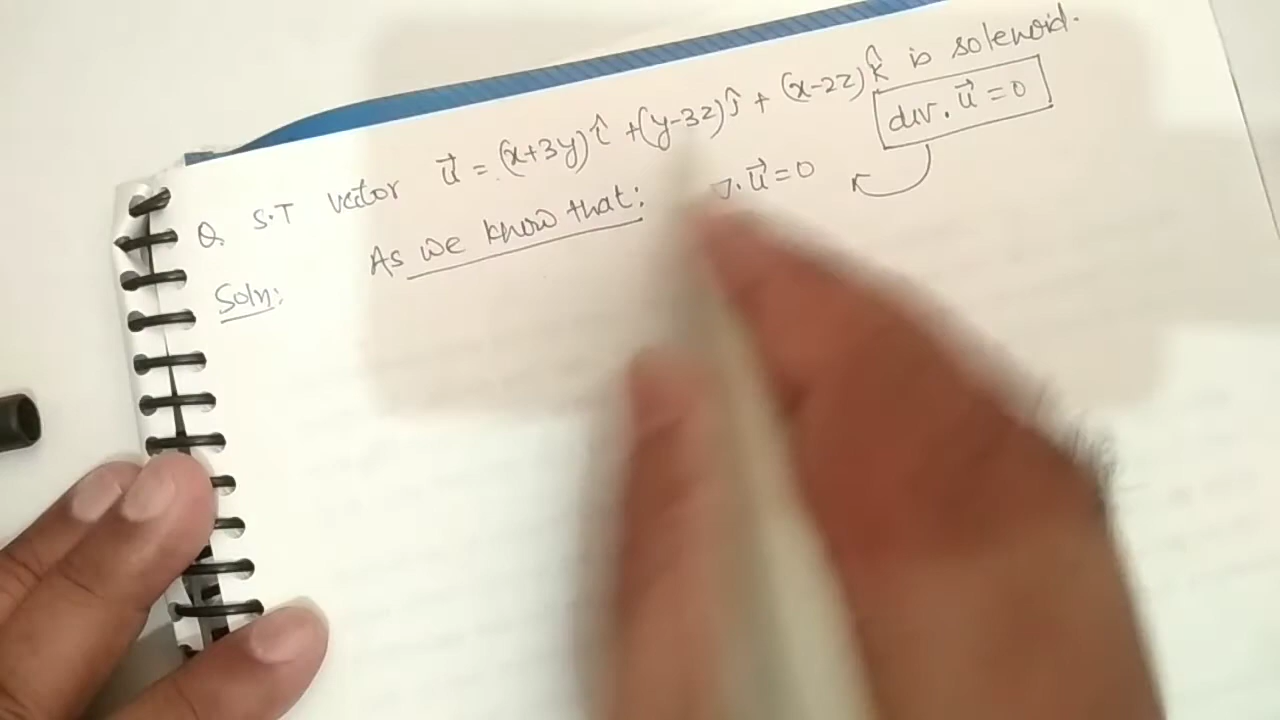 Q. S.T vector u⃗ = (x+3y)î + (y-3z)ĵ + (x-2z)k̂ is solenoid.
div. u⃗ = 0
Soln: As we know that: ∇. u⃗ = 0